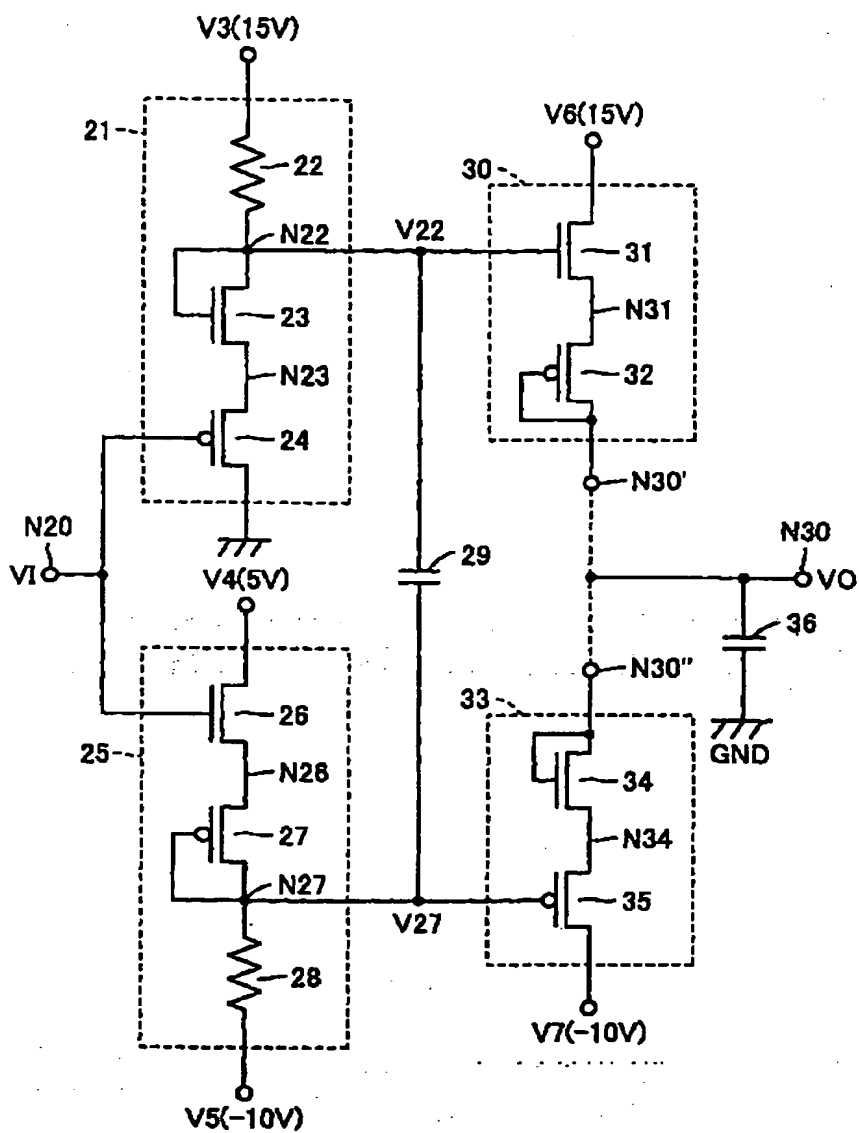 V3(15V)
V6(15V)
21
22
30
N22
V22
31
23
N31
N23
32
24
N30'
N20
29
N30
VI
VO
V4(5V)
36
N30"
26
33
GND
25
N26
34
27
N34
N27
35
V27
28
V7(-10V)
V5(-10V)